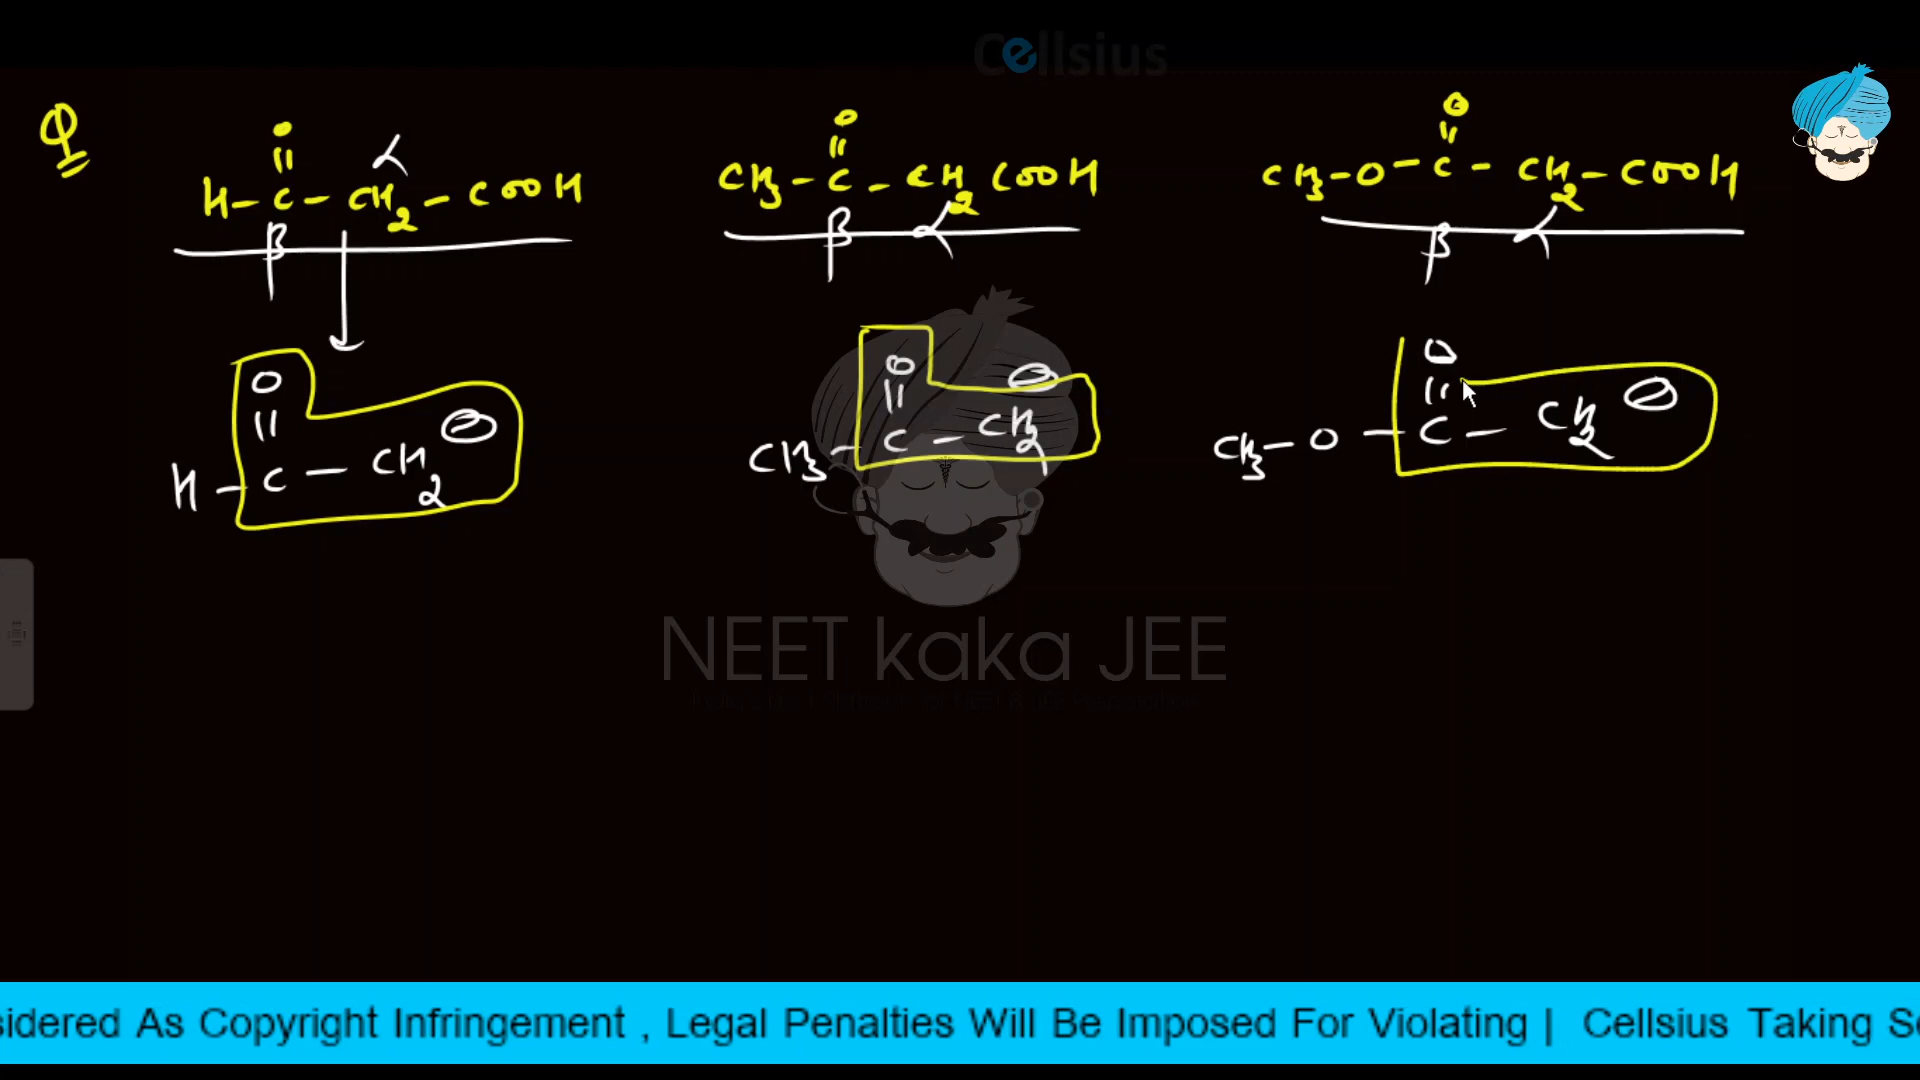 Cellsius
Q
O O O
|| α || ||
H-C-CH2-COOH CH3-C-CH2COOH CH3-O-C-CH2-COOH
β β α β α
O O ⊖ O
|| ⊖ || || ⊖
H-C-CH2 CH3-C-CH2 CH3-O-C-CH2
NEET kaka JEE
sidered As Copyright Infringement , Legal Penalties Will Be Imposed For Violating | Cellsius Taking Se